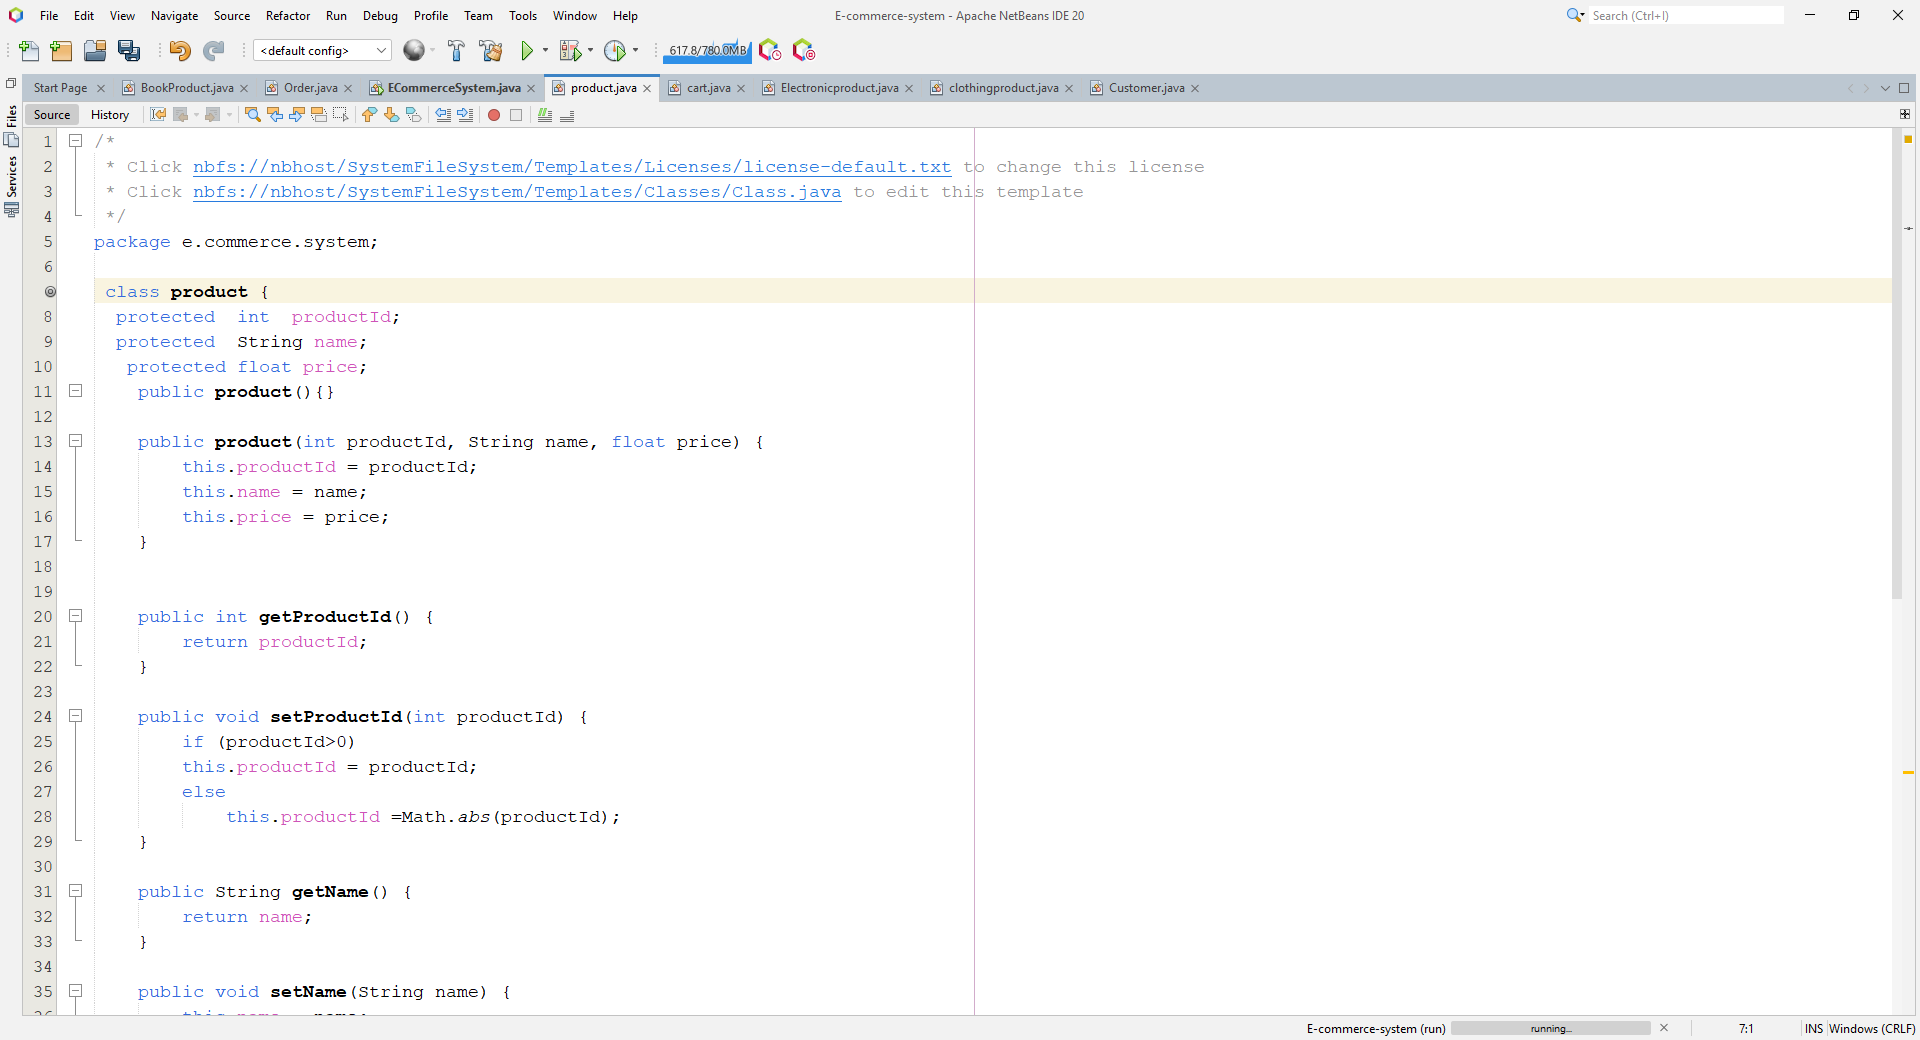 File Edit View Navigate Source Refactor Run Debug Profile Team Tools Window Help
E-commerce-system - Apache NetBeans IDE 20
Search (Ctrl+I)
<default config>
617.8/780.0MB
Start Page
BookProduct.java
Order.java
ECommerceSystem.java
product.java
cart.java
Electronicproduct.java
clothingproduct.java
Customer.java
Source History
Files
Services
1 /*
2 * Click nbfs://nbhost/SystemFileSystem/Templates/Licenses/license-default.txt to change this license
3 * Click nbfs://nbhost/SystemFileSystem/Templates/Classes/Class.java to edit this template
4 */
5 package e.commerce.system;
6
class product {
8 protected  int  productId;
9 protected  String name;
10 protected float price;
11 public product(){}
12
13 public product(int productId, String name, float price) {
14 this.productId = productId;
15 this.name = name;
16 this.price = price;
17 }
18
19
20 public int getProductId() {
21 return productId;
22 }
23
24 public void setProductId(int productId) {
25 if (productId>0)
26 this.productId = productId;
27 else
28 this.productId =Math.abs(productId);
29 }
30
31 public String getName() {
32 return name;
33 }
34
35 public void setName(String name) {
E-commerce-system (run) running... 7:1 INS Windows (CRLF)